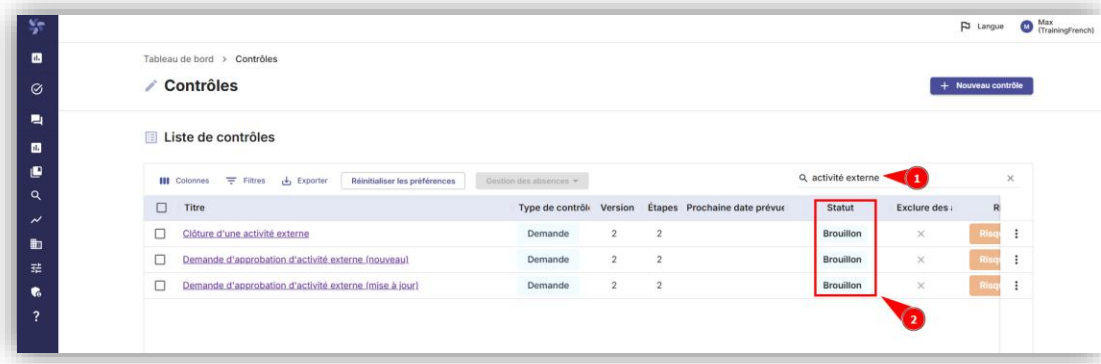 Langue
M
Max
(TrainingFrench)
Tableau de bord > Contrôles
Contrôles
+ Nouveau contrôle
Liste de contrôles
Colonnes Filtres Exporter Réinitialiser les préférences Gestion des absences activité externe 1
Titre Type de contrôle Version Étapes Prochaine date prévue Statut Exclure des
Clôture d'une activité externe Demande 2 2 Brouillon
Demande d'approbation d'activité externe (nouveau) Demande 2 2 Brouillon
Demande d'approbation d'activité externe (mise à jour) Demande 2 2 Brouillon
2
?